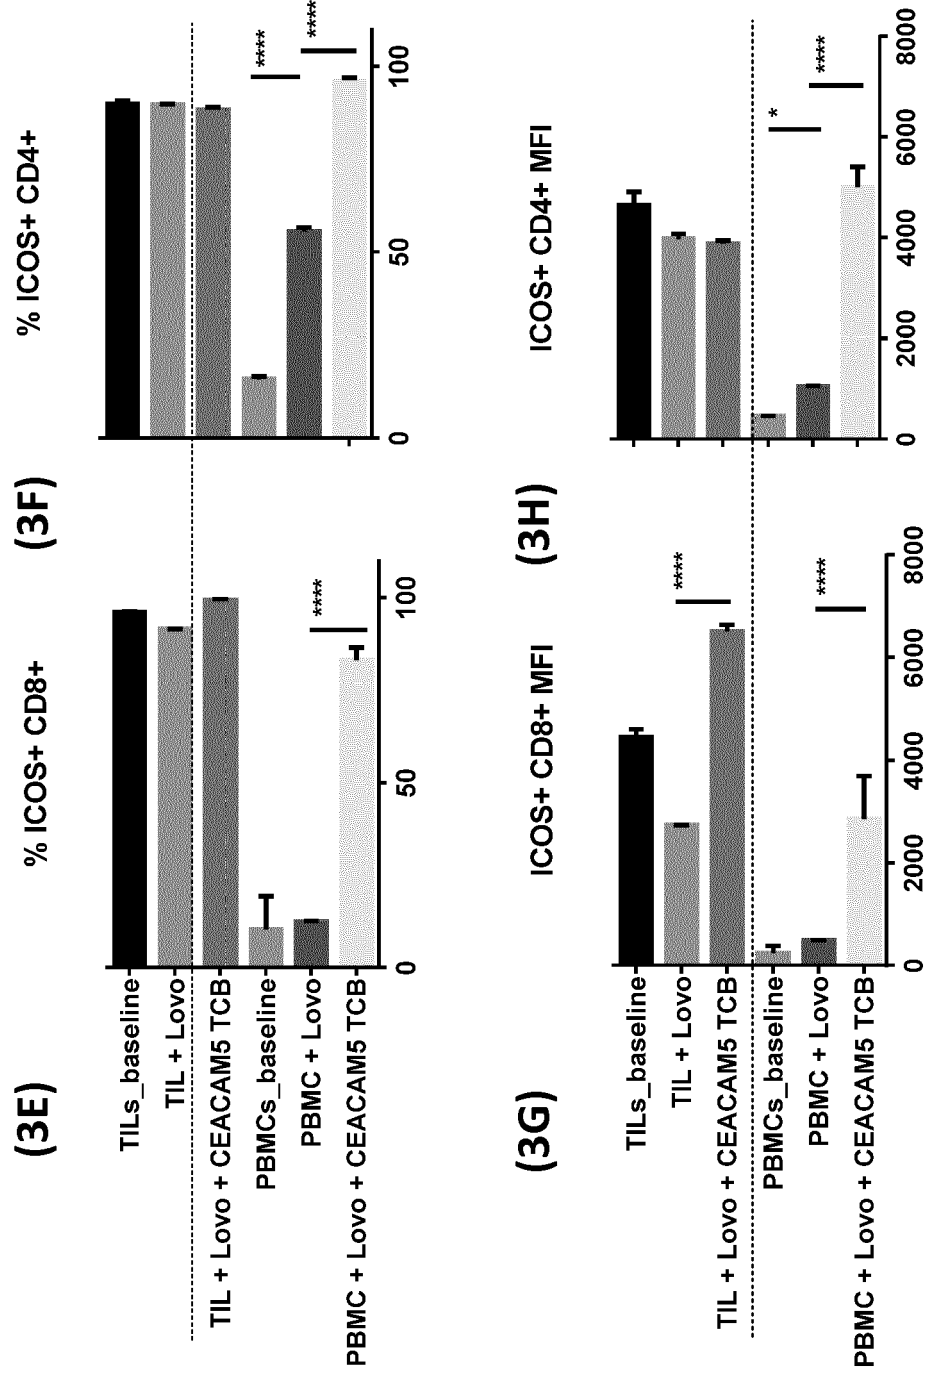 (3E)
% ICOS+ CD8+
TILs_baseline
TIL + Lovo
TIL + Lovo + CEACAM5 TCB
PBMCs_baseline
PBMC + Lovo
PBMC + Lovo + CEACAM5 TCB
****
0
50
100
(3F)
% ICOS+ CD4+
****
****
0
50
100
(3G)
ICOS+ CD8+ MFI
TILs_baseline
TIL + Lovo
TIL + Lovo + CEACAM5 TCB
PBMCs_baseline
PBMC + Lovo
PBMC + Lovo + CEACAM5 TCB
****
****
0
2000
4000
6000
8000
(3H)
ICOS+ CD4+ MFI
*
****
0
2000
4000
6000
8000